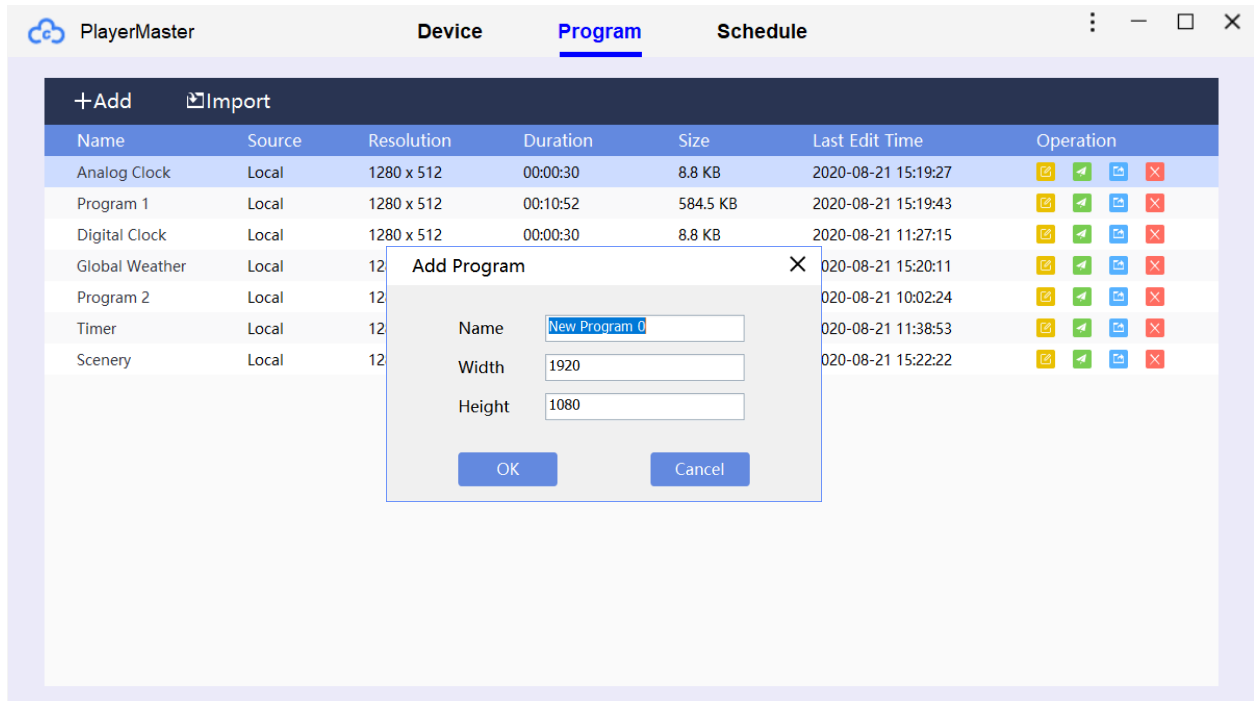 PlayerMaster Device Program Schedule
+Add Import
Name Source Resolution Duration Size Last Edit Time Operation
Analog Clock Local 1280 x 512 00:00:30 8.8 KB 2020-08-21 15:19:27
Program 1 Local 1280 x 512 00:10:52 584.5 KB 2020-08-21 15:19:43
Digital Clock Local 1280 x 512 00:00:30 8.8 KB 2020-08-21 11:27:15
Global Weather Local 12 020-08-21 15:20:11
Program 2 Local 12 020-08-21 10:02:24
Timer Local 12 020-08-21 11:38:53
Scenery Local 12 020-08-21 15:22:22
Add Program
Name New Program 0
Width 1920
Height 1080
OK Cancel